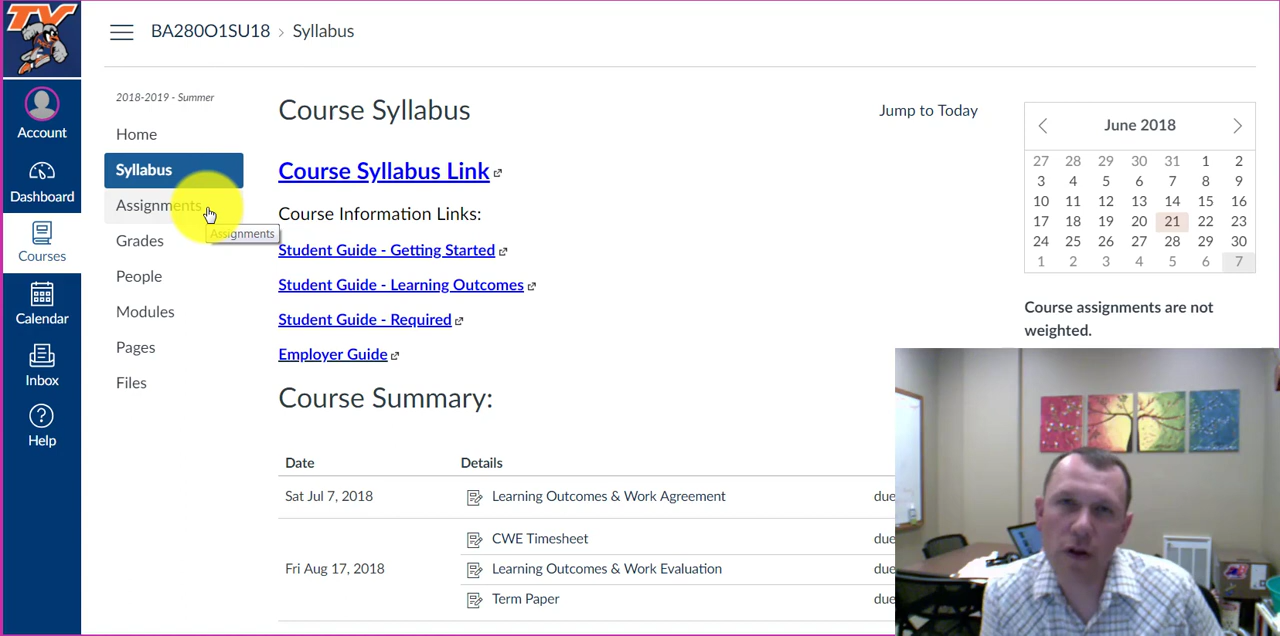 TV
BA280O1SU18 > Syllabus
Account
Dashboard
Courses
Calendar
Inbox
Help
2018-2019 - Summer
Home
Syllabus
Assignments
Assignments
Grades
People
Modules
Pages
Files
Course Syllabus
Jump to Today
Course Syllabus Link
Course Information Links:
Student Guide - Getting Started
Student Guide - Learning Outcomes
Student Guide - Required
Employer Guide
Course Summary:
Date Details
Sat Jul 7, 2018 Learning Outcomes & Work Agreement due
CWE Timesheet due
Fri Aug 17, 2018 Learning Outcomes & Work Evaluation due
Term Paper due
June 2018
27 28 29 30 31 1 2
3 4 5 6 7 8 9
10 11 12 13 14 15 16
17 18 19 20 21 22 23
24 25 26 27 28 29 30
1 2 3 4 5 6 7
Course assignments are not
weighted.